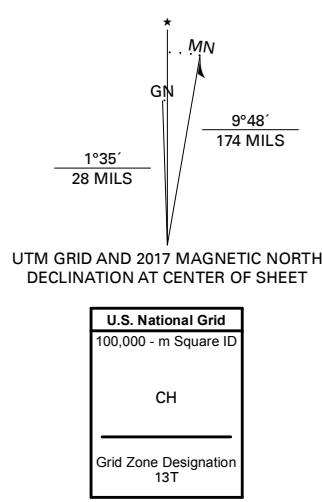 MN
GN
9°48´
174 MILS
1°35´
28 MILS
UTM GRID AND 2017 MAGNETIC NORTH
DECLINATION AT CENTER OF SHEET
U.S. National Grid
100,000 - m Square ID
CH
Grid Zone Designation
13T